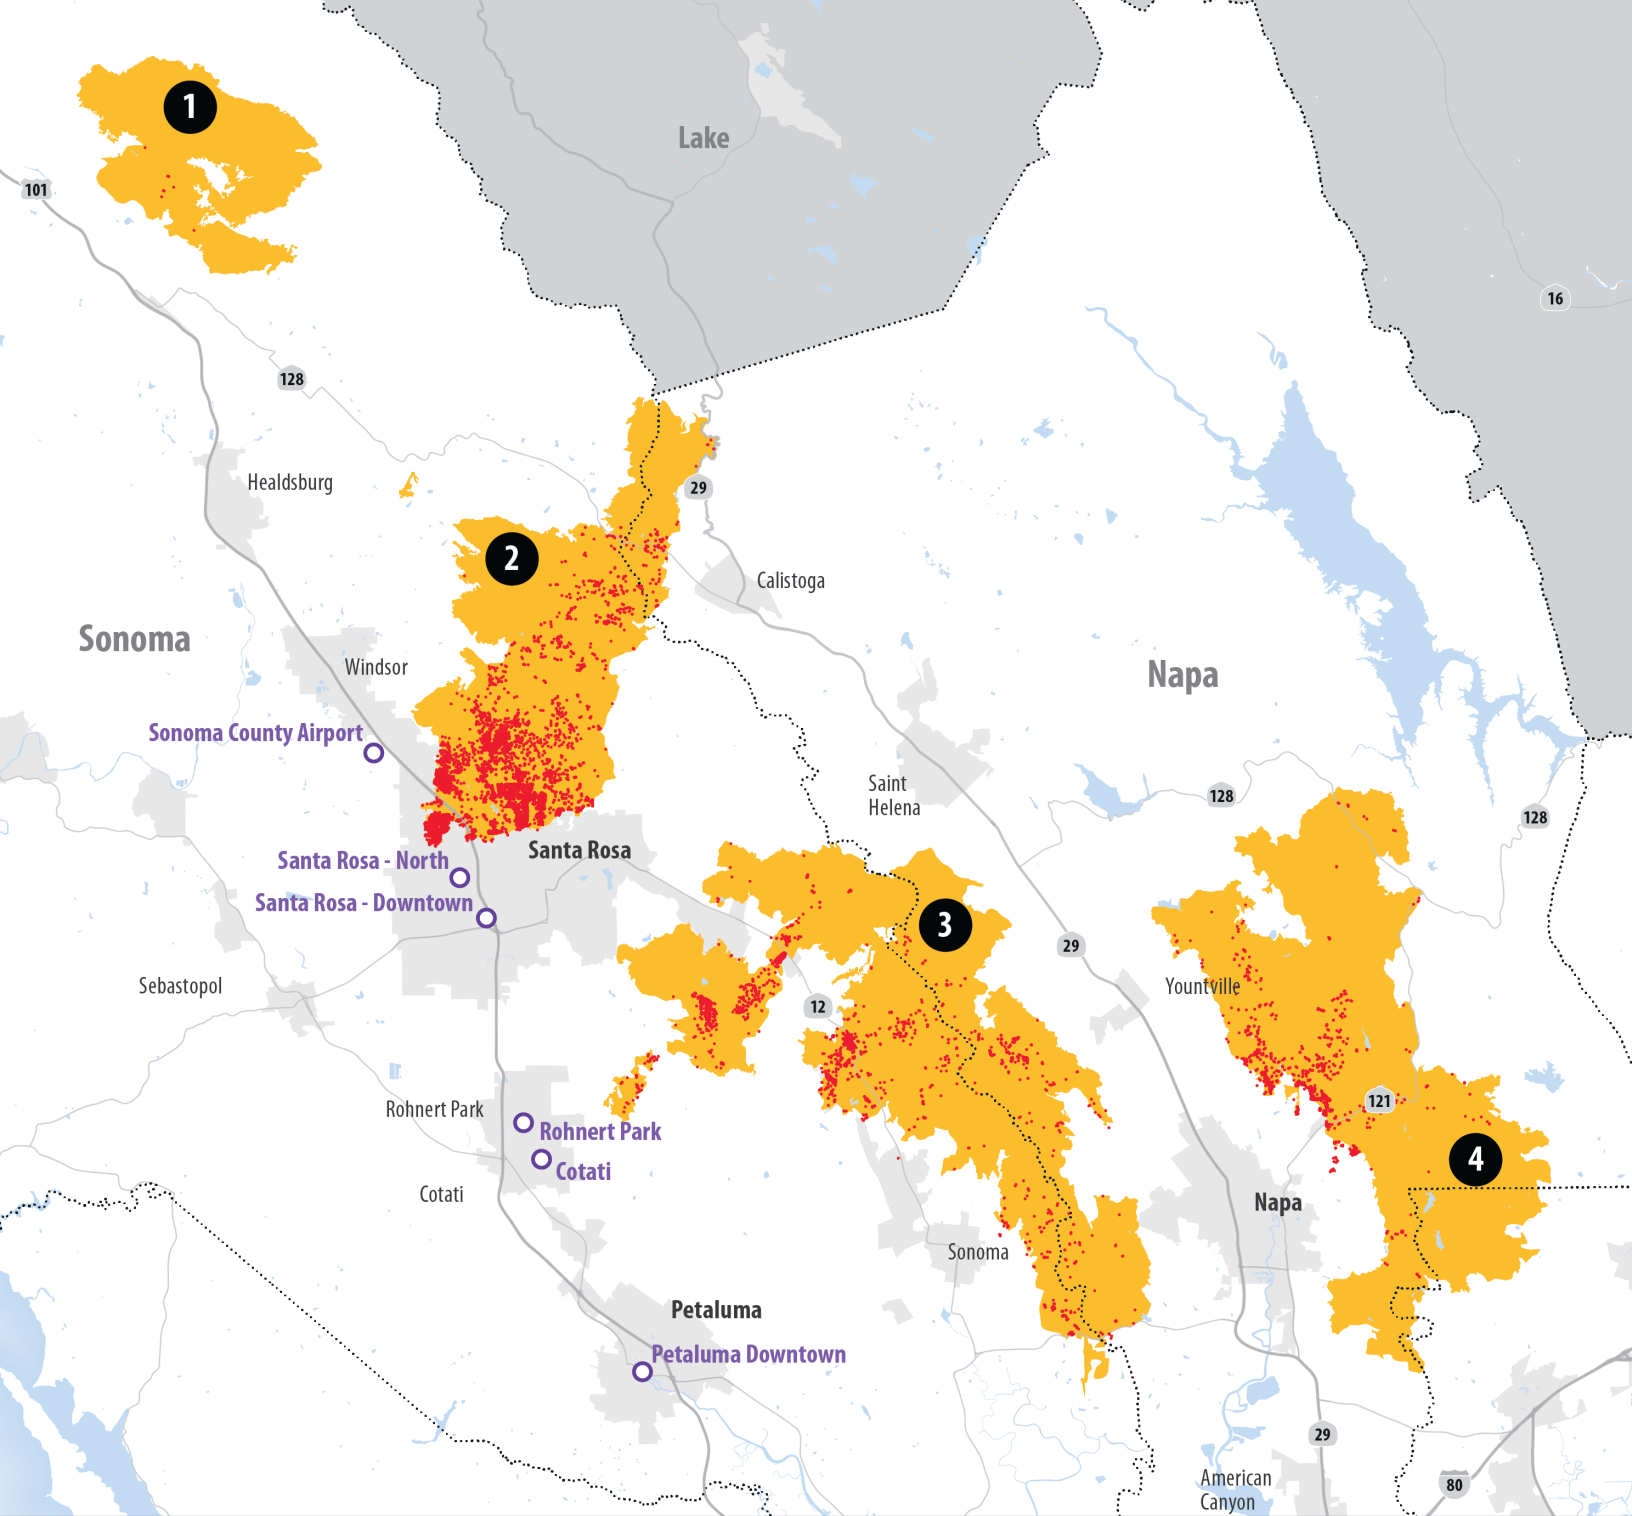 1
Lake
101
16
128
Healdsburg
29
2
Calistoga
Sonoma
Windsor
Napa
Sonoma County Airport
Saint
Helena
128
128
Santa Rosa
Santa Rosa - North
Santa Rosa - Downtown
3
29
Sebastopol
Yountville
12
Rohnert Park
121
Rohnert Park
Cotati
4
Cotati
Napa
Sonoma
Petaluma
Petaluma Downtown
29
American
Canyon
80